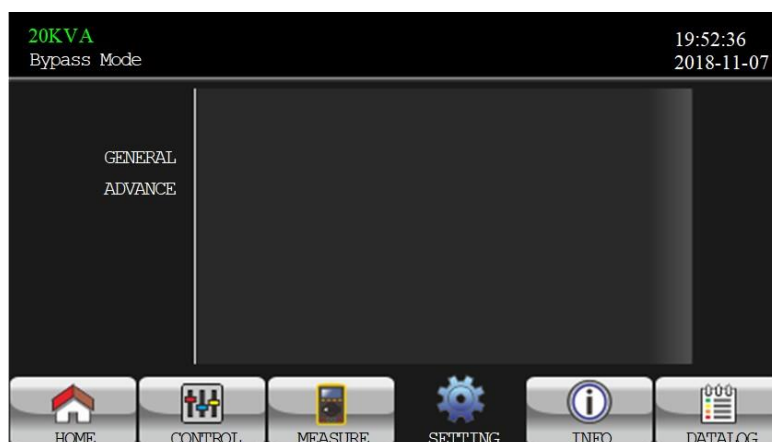 20KVA
Bypass Mode
19:52:36
2018-11-07
GENERAL
ADVANCE
HOME
CONTROL
MEASURE
SETTING
INFO
DATALOG